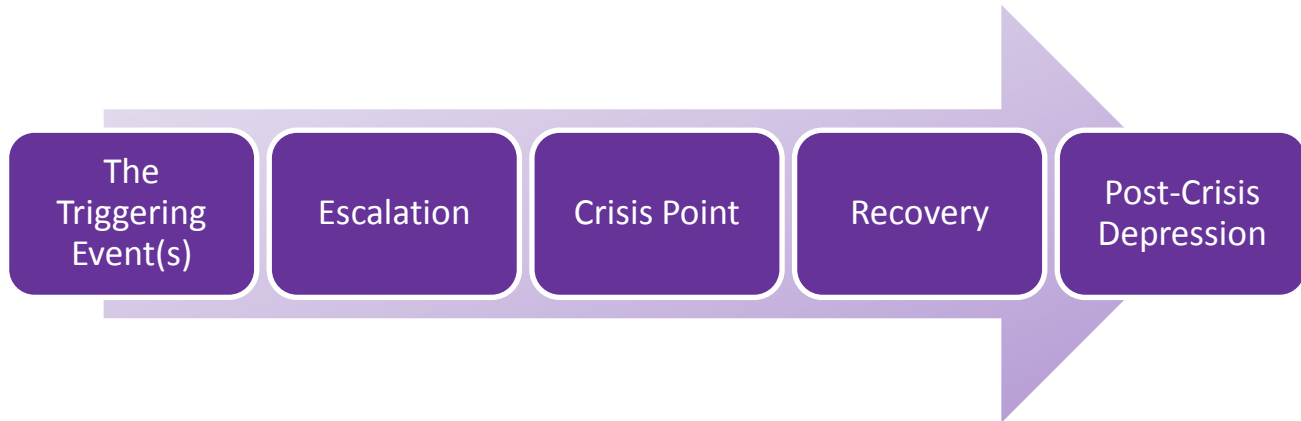 The
Triggering
Event(s)
Escalation
Crisis Point
Recovery
Post-Crisis
Depression